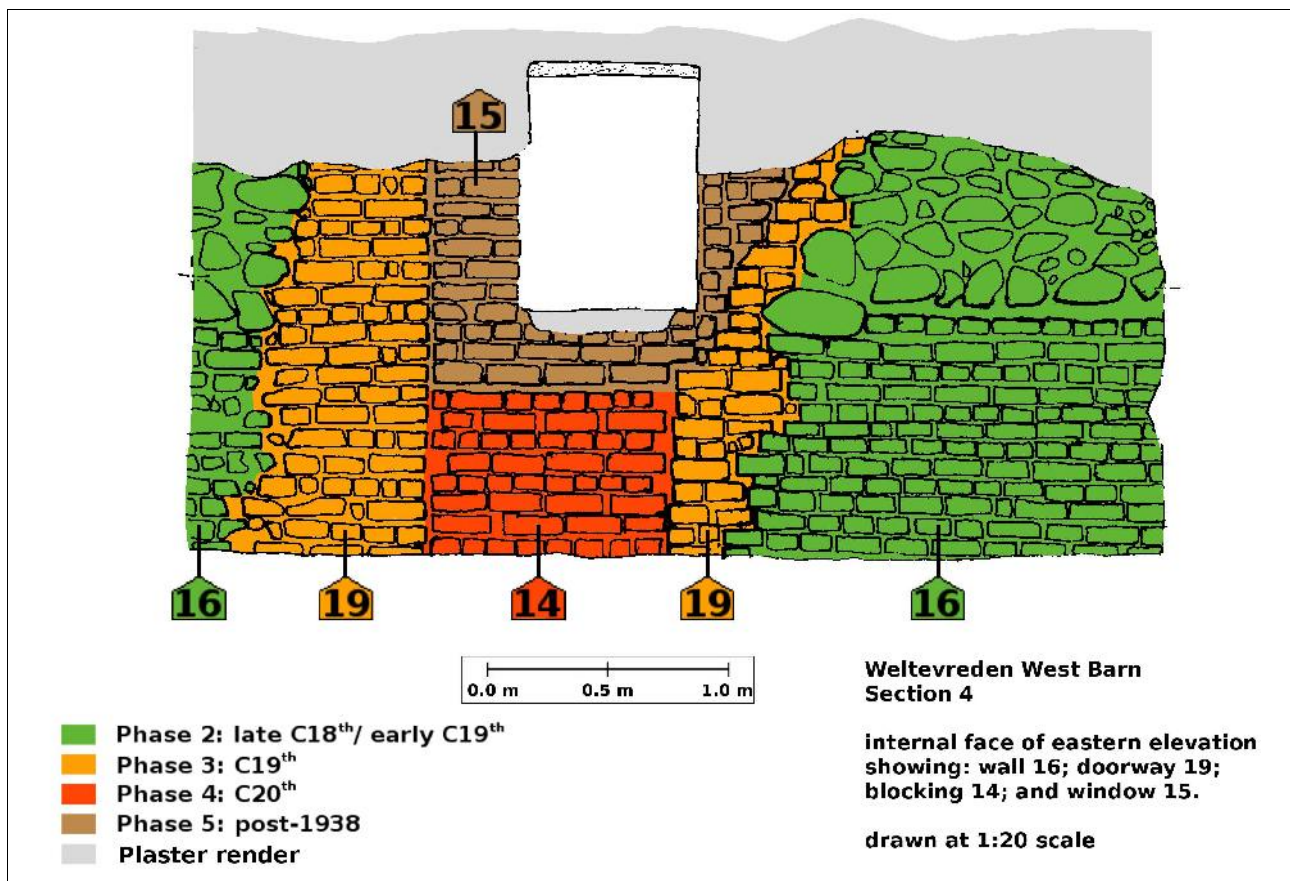 15
16
19
14
19
16
0.0 m 0.5 m 1.0 m
Weltevreden West Barn
Section 4
internal face of eastern elevation
showing: wall 16; doorway 19;
blocking 14; and window 15.
drawn at 1:20 scale
Phase 2: late C18th/ early C19th
Phase 3: C19th
Phase 4: C20th
Phase 5: post-1938
Plaster render